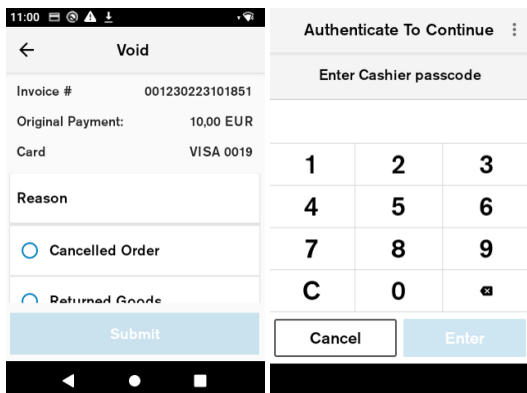 11:00
Void
Invoice # 001230223101851
Original Payment: 10,00 EUR
Card VISA 0019
Reason
Cancelled Order
Returned Goods
Submit
Authenticate To Continue
Enter Cashier passcode
1 2 3
4 5 6
7 8 9
C 0
Cancel Enter